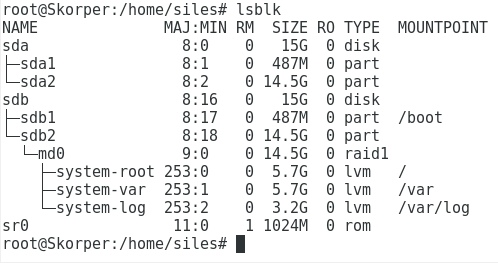 root@Skorper:/home/siles# lsblk
NAME                MAJ:MIN RM  SIZE RO TYPE  MOUNTPOINT
sda                   8:0    0   15G  0 disk
├─sda1                8:1    0  487M  0 part
└─sda2                8:2    0 14.5G  0 part
sdb                   8:16   0   15G  0 disk
├─sdb1                8:17   0  487M  0 part  /boot
└─sdb2                8:18   0 14.5G  0 part
  └─md0               9:0    0 14.5G  0 raid1
    ├─system-root 253:0    0  5.7G  0 lvm   /
    ├─system-var  253:1    0  5.7G  0 lvm   /var
    └─system-log  253:2    0  3.2G  0 lvm   /var/log
sr0                  11:0    1 1024M  0 rom
root@Skorper:/home/siles#